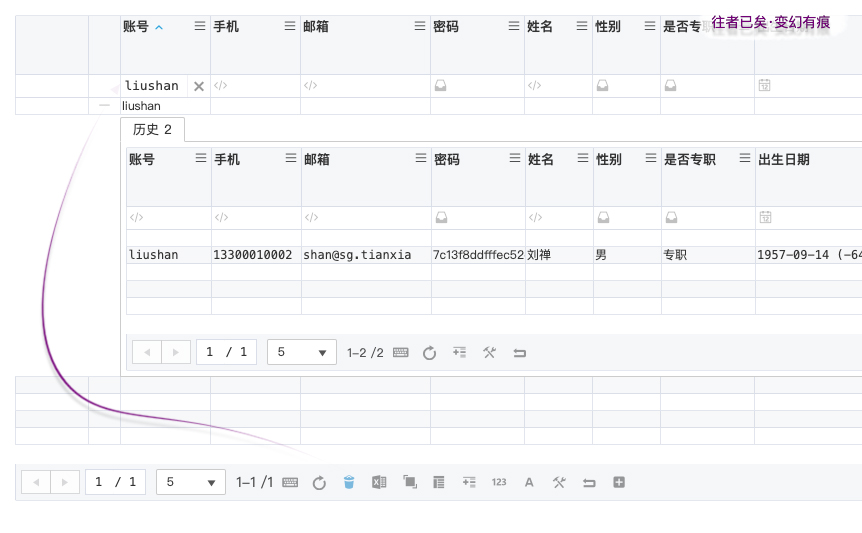 往者已矣·变幻有痕
账号 手机 邮箱 密码 姓名 性别 是否专
liushan
liushan
历史 2
账号 手机 邮箱 密码 姓名 性别 是否专职 出生日期
liushan 13300010002 shan@sg.tianxia 7c13f8ddfffec52 刘禅 男 专职 1957-09-14 (-64
1 / 1 5 1-2 /2
1 / 1 5 1-1 /1 123 A